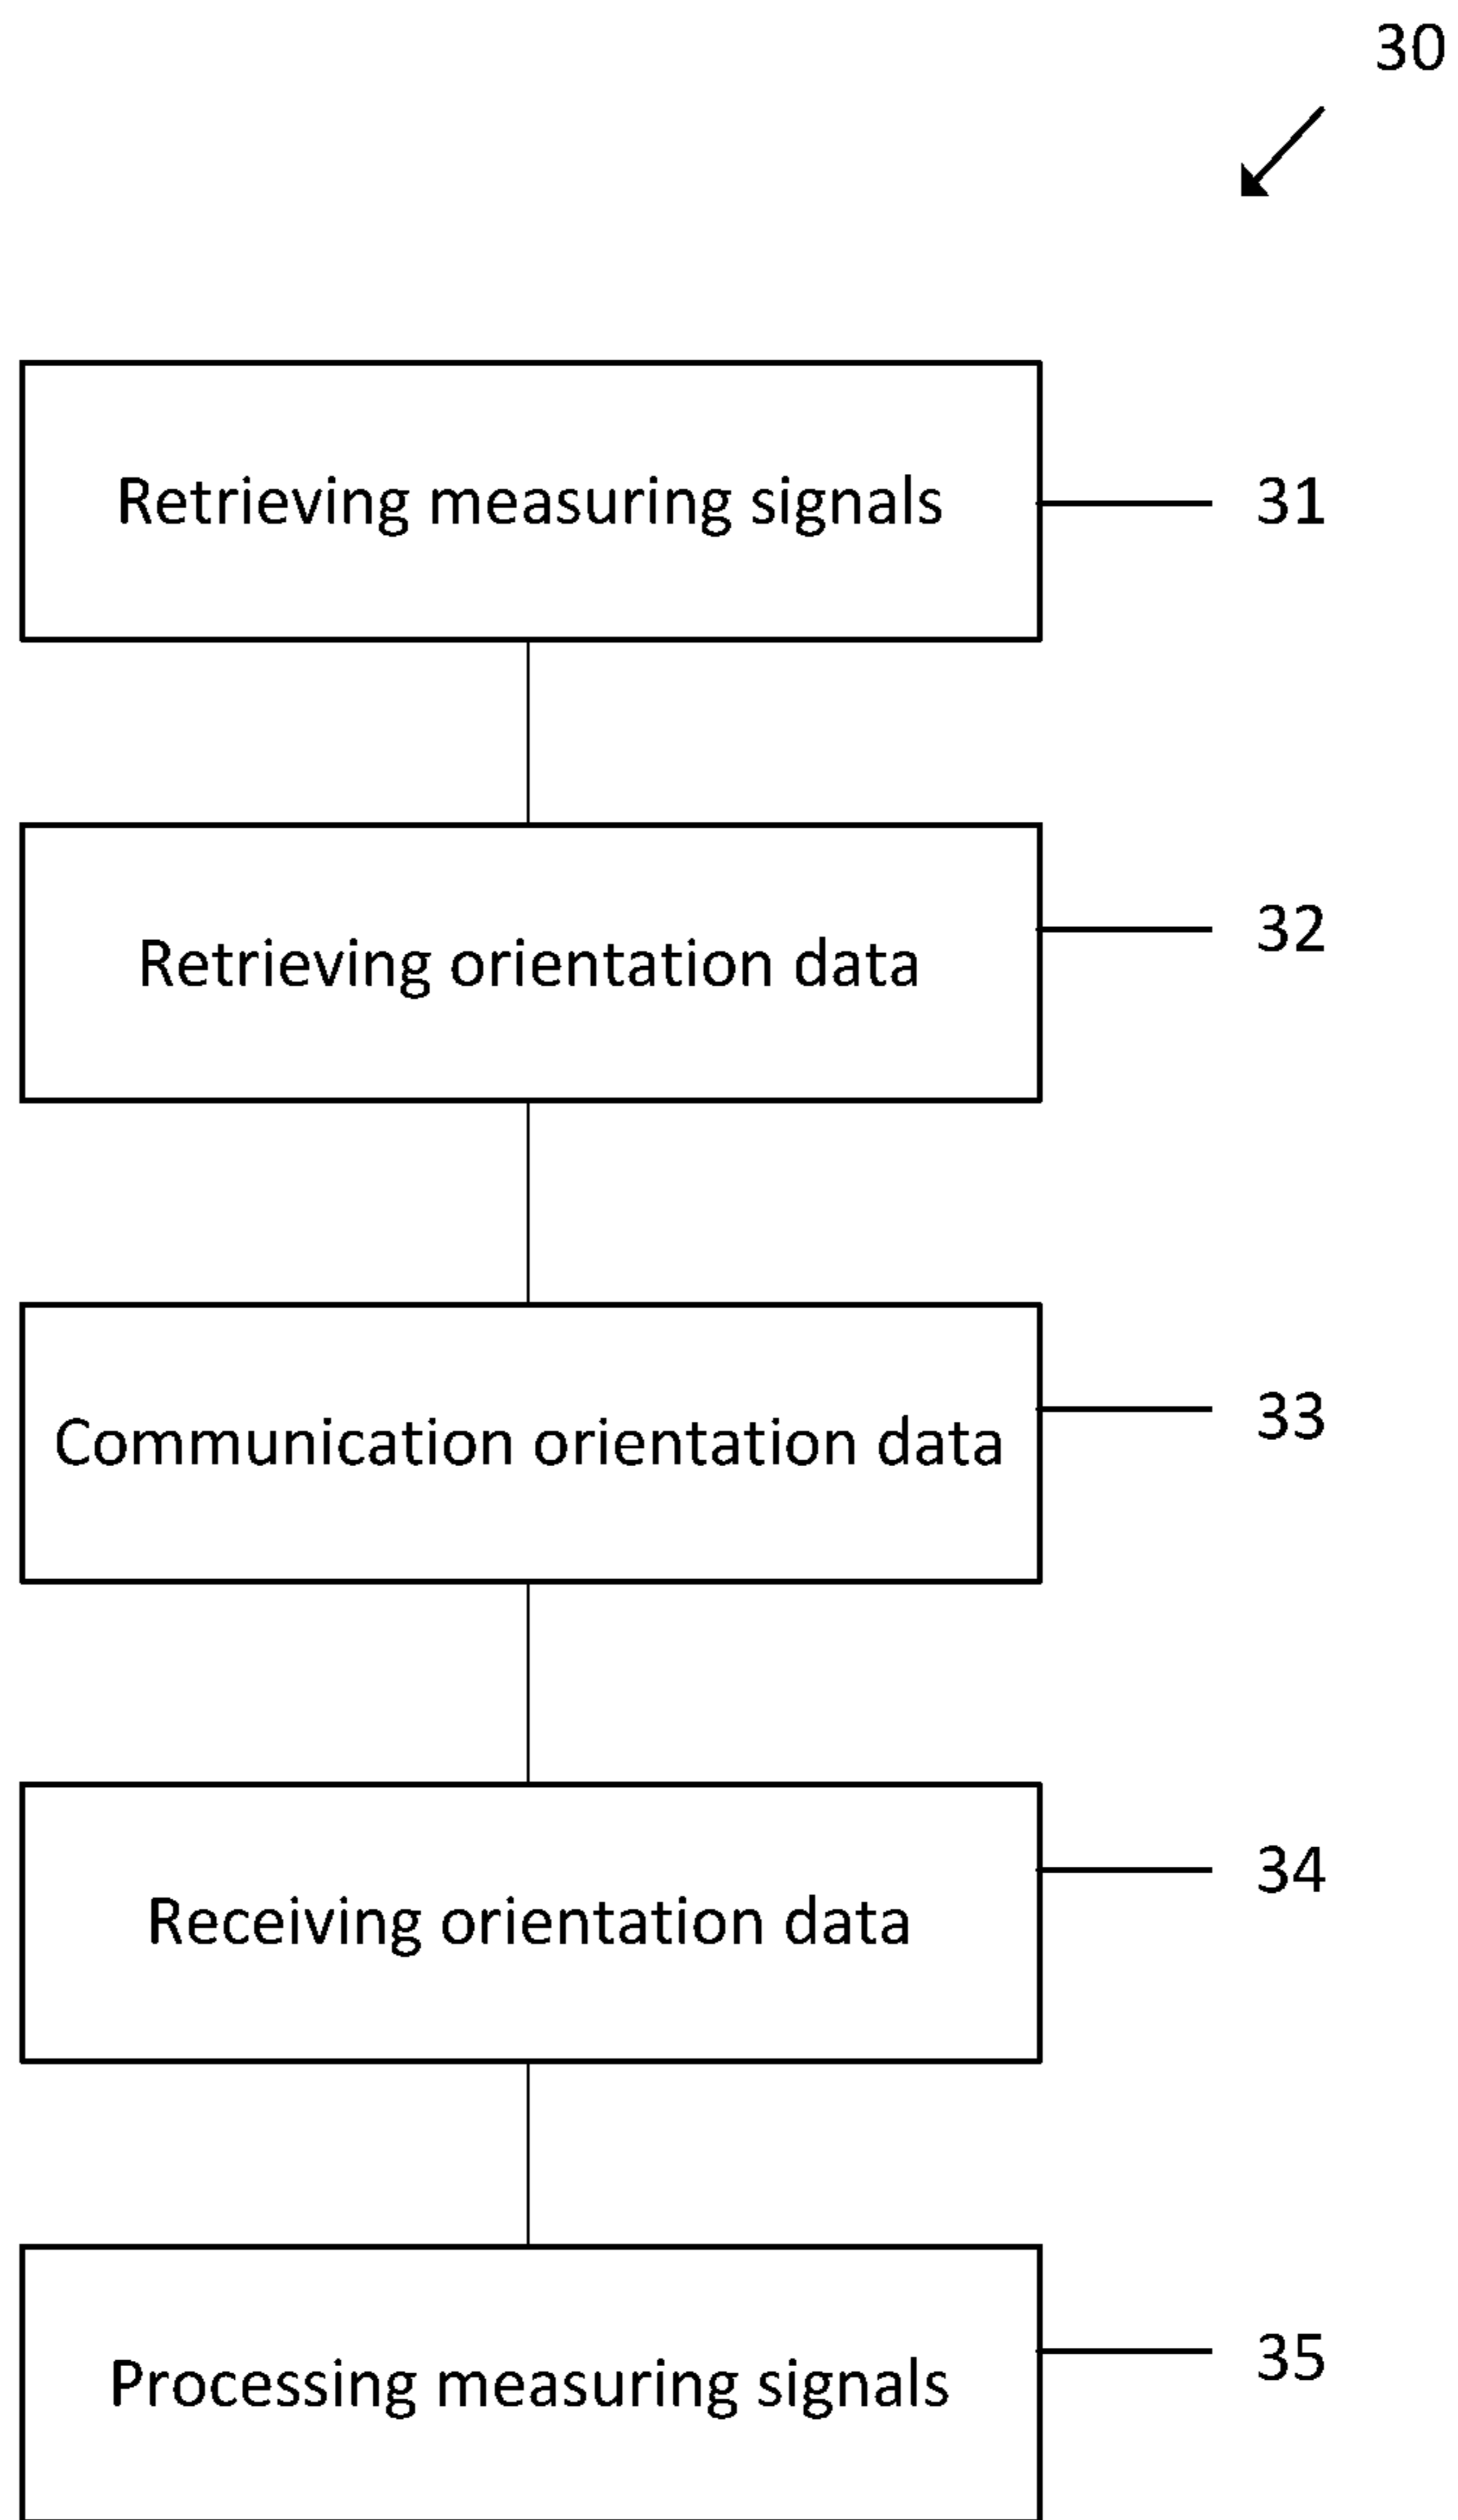 30
Retrieving measuring signals
31
Retrieving orientation data
32
Communication orientation data
33
Receiving orientation data
34
Processing measuring signals
35